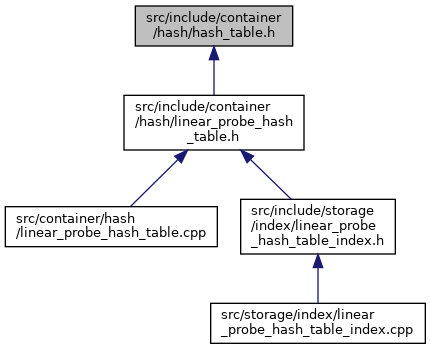 src/include/container
/hash/hash_table.h
src/include/container
/hash/linear_probe_hash
_table.h
src/container/hash
/linear_probe_hash_table.cpp
src/include/storage
/index/linear_probe
_hash_table_index.h
src/storage/index/linear
_probe_hash_table_index.cpp